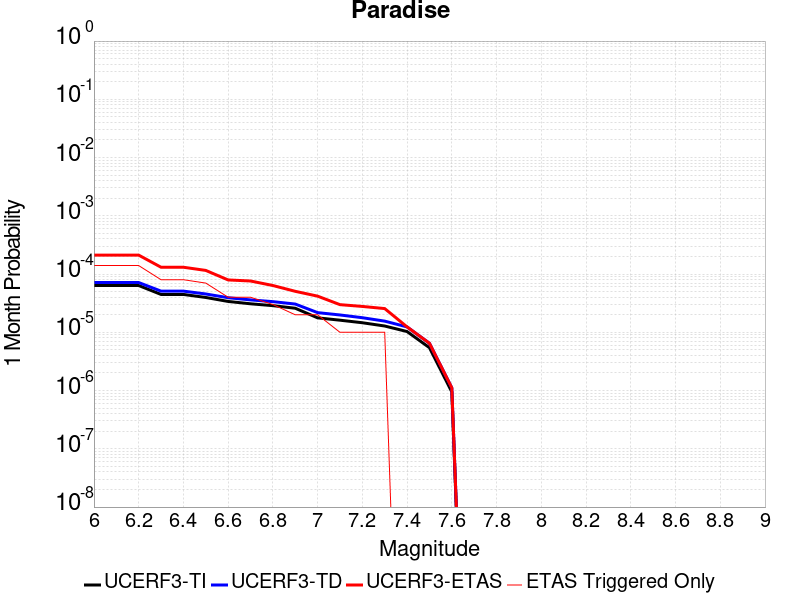 Paradise
10^0
10^-1
10^-2
10^-3
10^-4
10^-5
10^-6
10^-7
10^-8
1 Month Probability
6 6.2 6.4 6.6 6.8 7 7.2 7.4 7.6 7.8 8 8.2 8.4 8.6 8.8 9
Magnitude
UCERF3-TI UCERF3-TD UCERF3-ETAS ETAS Triggered Only